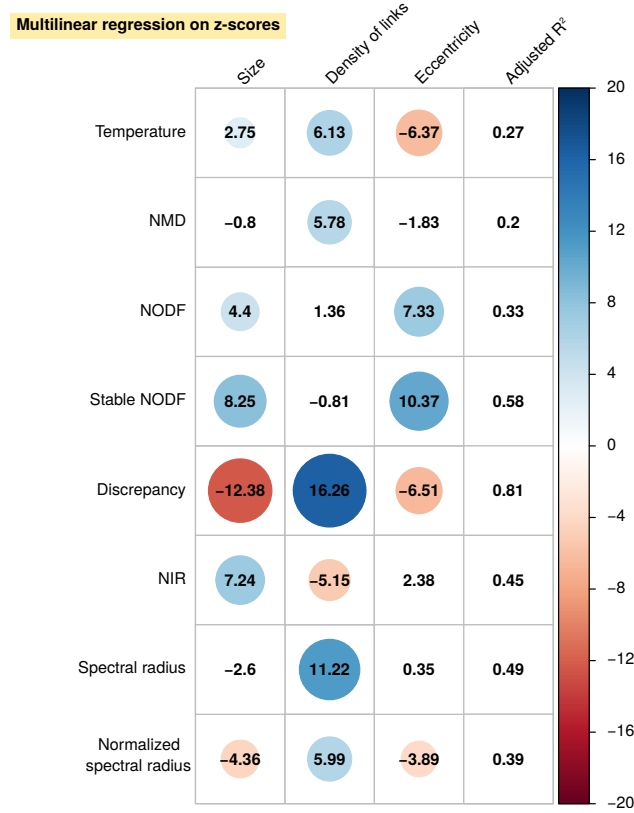 Multilinear regression on z-scores
Size
Density of links
Eccentricity
Adjusted R²
Temperature 2.75 6.13 −6.37 0.27
NMD −0.8 5.78 −1.83 0.2
NODF 4.4 1.36 7.33 0.33
Stable NODF 8.25 −0.81 10.37 0.58
Discrepancy −12.38 16.26 −6.51 0.81
NIR 7.24 −5.15 2.38 0.45
Spectral radius −2.6 11.22 0.35 0.49
Normalized
spectral radius −4.36 5.99 −3.89 0.39
20
16
12
8
4
0
−4
−8
−12
−16
−20